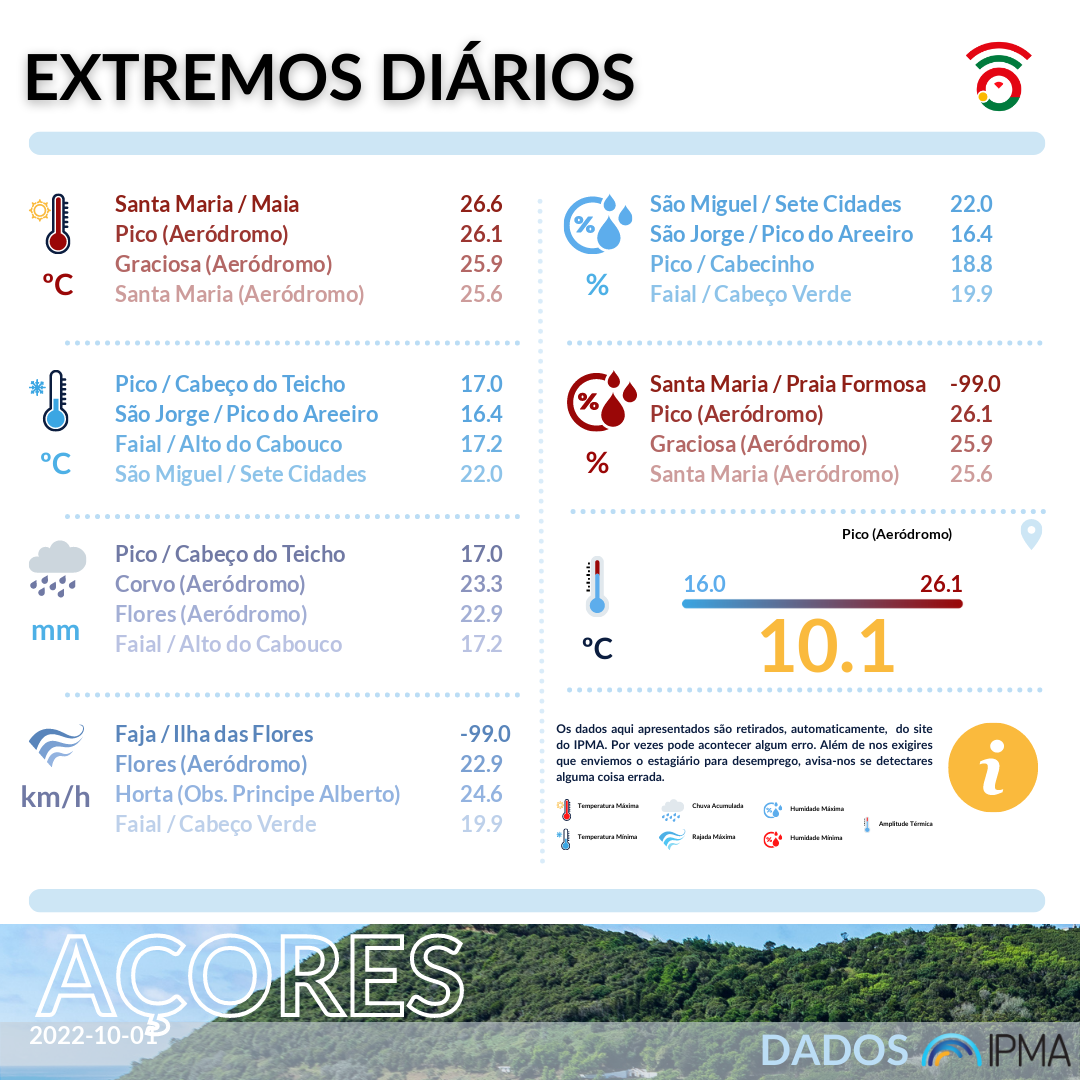 EXTREMOS DIÁRIOS
Santa Maria / Maia 26.6
Pico (Aeródromo) 26.1
Graciosa (Aeródromo) 25.9
Santa Maria (Aeródromo) 25.6
ºC
Pico / Cabeço do Teicho 17.0
São Jorge / Pico do Areeiro 16.4
Faial / Alto do Cabouco 17.2
São Miguel / Sete Cidades 22.0
ºC
Pico / Cabeço do Teicho 17.0
Corvo (Aeródromo) 23.3
Flores (Aeródromo) 22.9
Faial / Alto do Cabouco 17.2
mm
Faja / Ilha das Flores -99.0
Flores (Aeródromo) 22.9
Horta (Obs. Principe Alberto) 24.6
Faial / Cabeço Verde 19.9
km/h
São Miguel / Sete Cidades 22.0
São Jorge / Pico do Areeiro 16.4
Pico / Cabecinho 18.8
Faial / Cabeço Verde 19.9
%
%
Santa Maria / Praia Formosa -99.0
Pico (Aeródromo) 26.1
Graciosa (Aeródromo) 25.9
Santa Maria (Aeródromo) 25.6
%
%
Pico (Aeródromo)
16.0 26.1
10.1
ºC
Os dados aqui apresentados são retirados, automaticamente, do site
do IPMA. Por vezes pode acontecer algum erro. Além de nos exigires
que enviemos o estagiário para desemprego, avisa-nos se detectares
alguma coisa errada.
i
Temperatura Máxima
Chuva Acumulada
Humidade Máxima
Amplitude Térmica
Temperatura Mínima
Rajada Máxima
Humidade Mínima
AÇORES
2022-10-01
DADOS IPMA